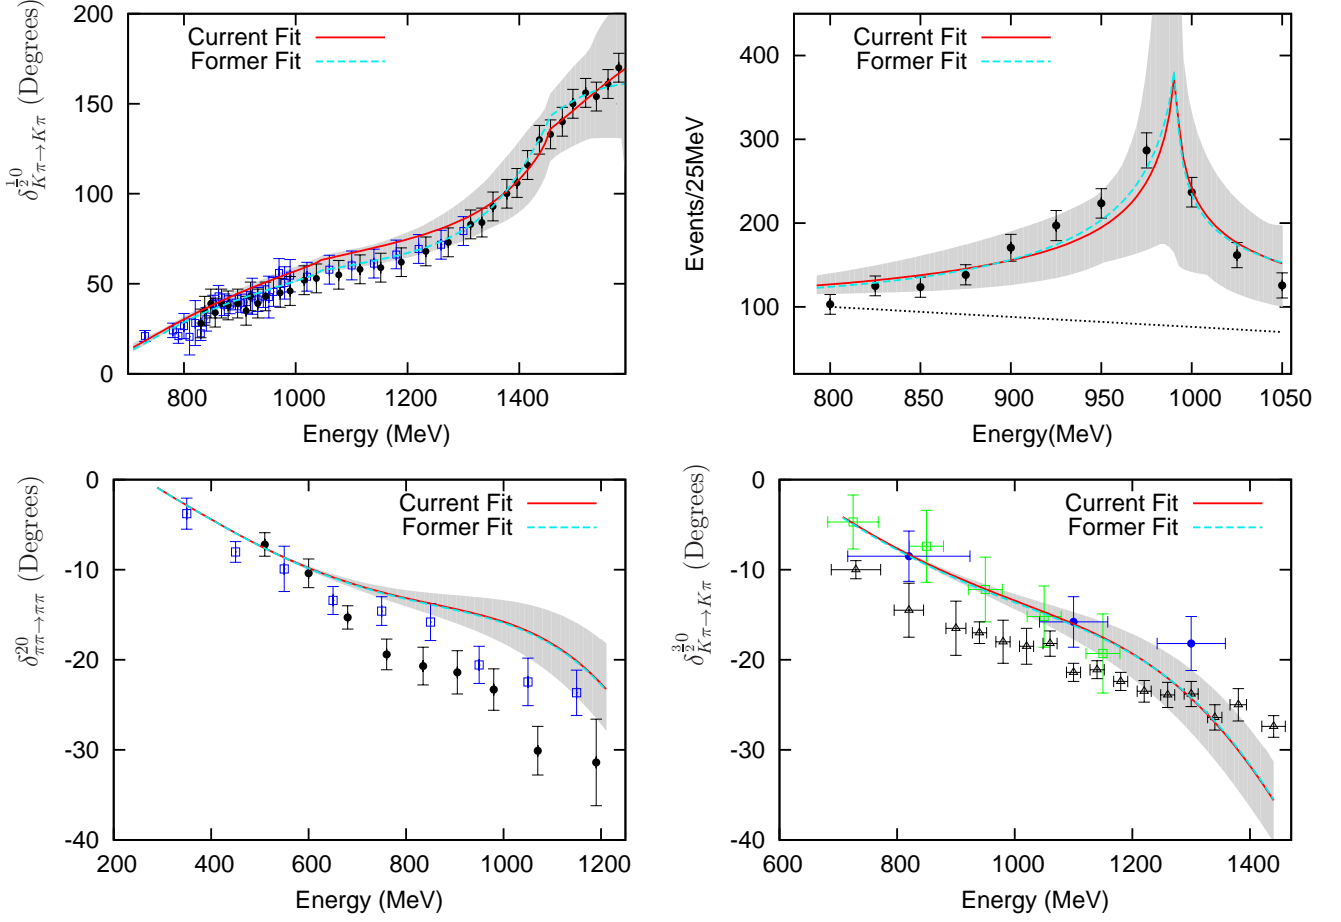 200
150
100
50
0
800
1000
1200
1400
Energy (MeV)
δ^{\frac{1}{2}0}_{Kπ→Kπ} (Degrees)
Current Fit
Former Fit
400
300
200
100
800
850
900
950
1000
1050
Energy(MeV)
Events/25MeV
Current Fit
Former Fit
0
-10
-20
-30
-40
200
400
600
800
1000
1200
Energy (MeV)
δ^{20}_{ππ→ππ} (Degrees)
Current Fit
Former Fit
0
-10
-20
-30
-40
600
800
1000
1200
1400
Energy (MeV)
δ^{\frac{3}{2}0}_{Kπ→Kπ} (Degrees)
Current Fit
Former Fit